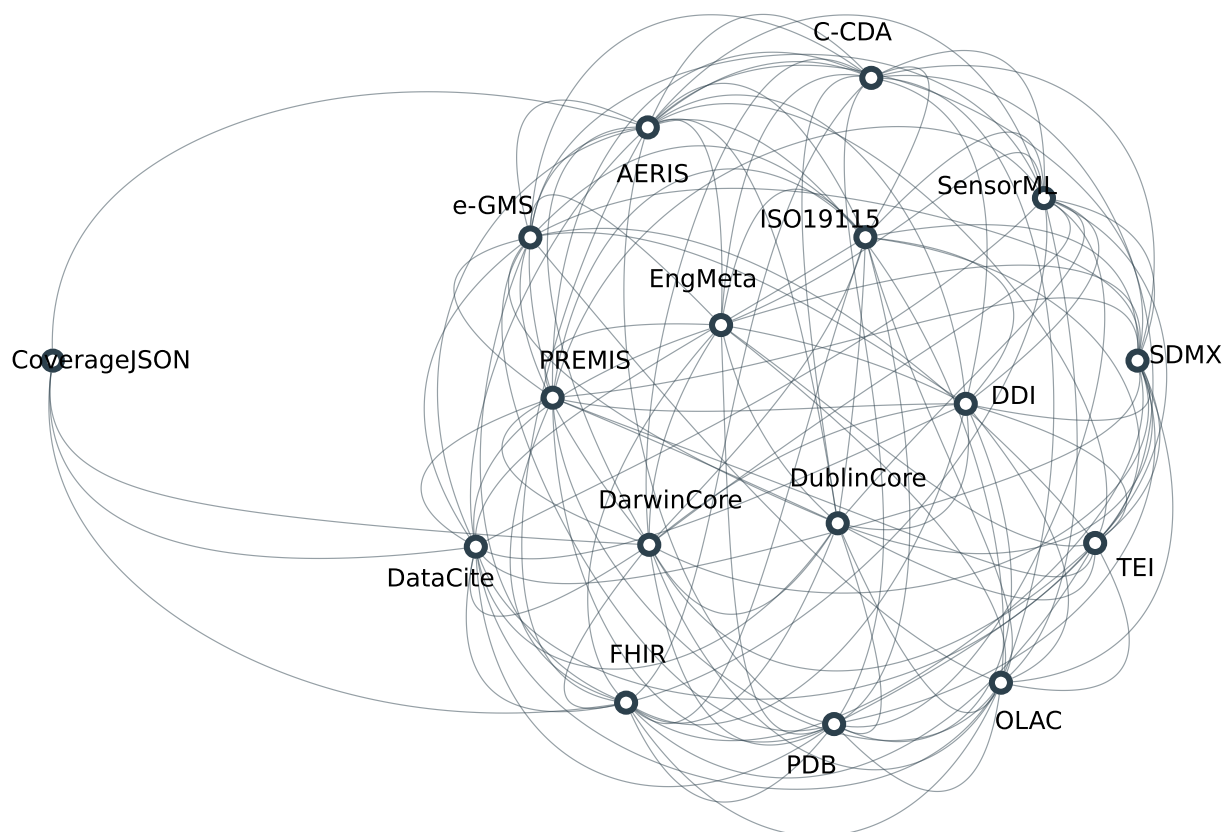 C-CDA
AERIS
SensorML
e-GMS
ISO19115
EngMeta
CoverageJSON
PREMIS
SDMX
DDI
DublinCore
DarwinCore
DataCite
TEI
FHIR
OLAC
PDB